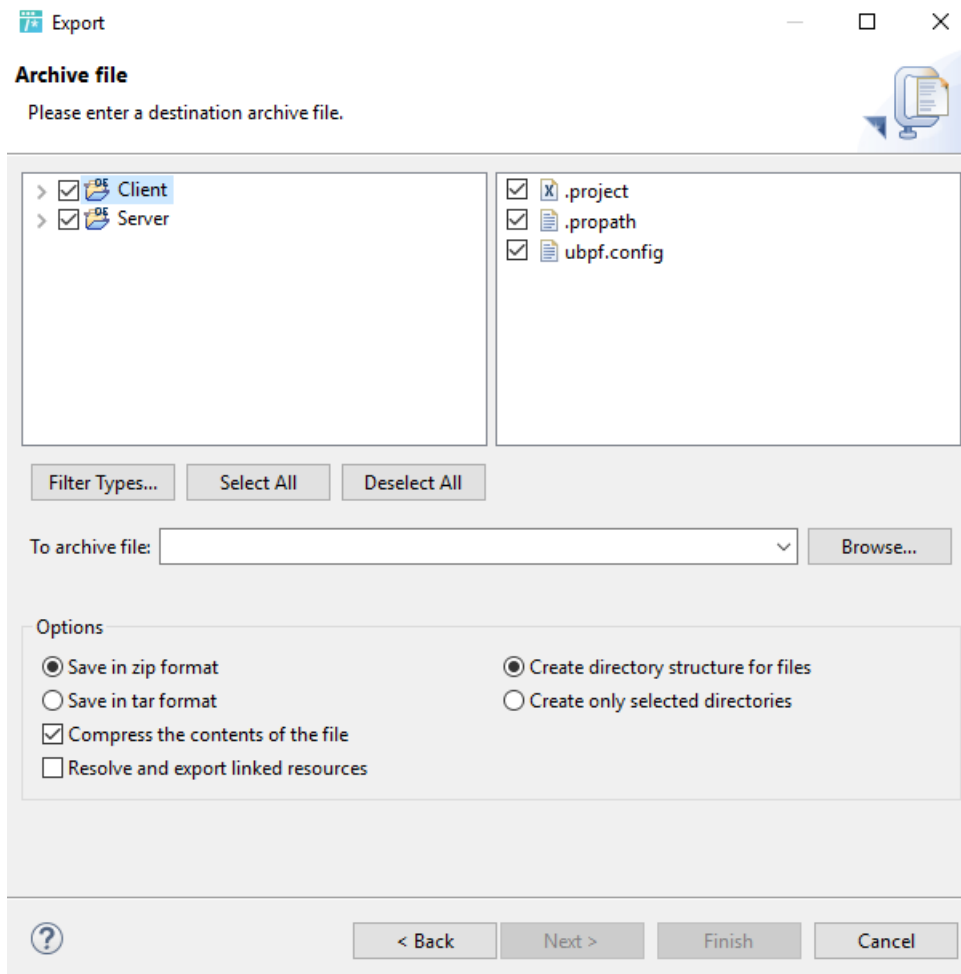 Export
Archive file
Please enter a destination archive file.
Client
Server
.project
.propath
ubpf.config
Filter Types...
Select All
Deselect All
To archive file:
Browse...
Options
Save in zip format
Create directory structure for files
Save in tar format
Create only selected directories
Compress the contents of the file
Resolve and export linked resources
< Back
Next >
Finish
Cancel